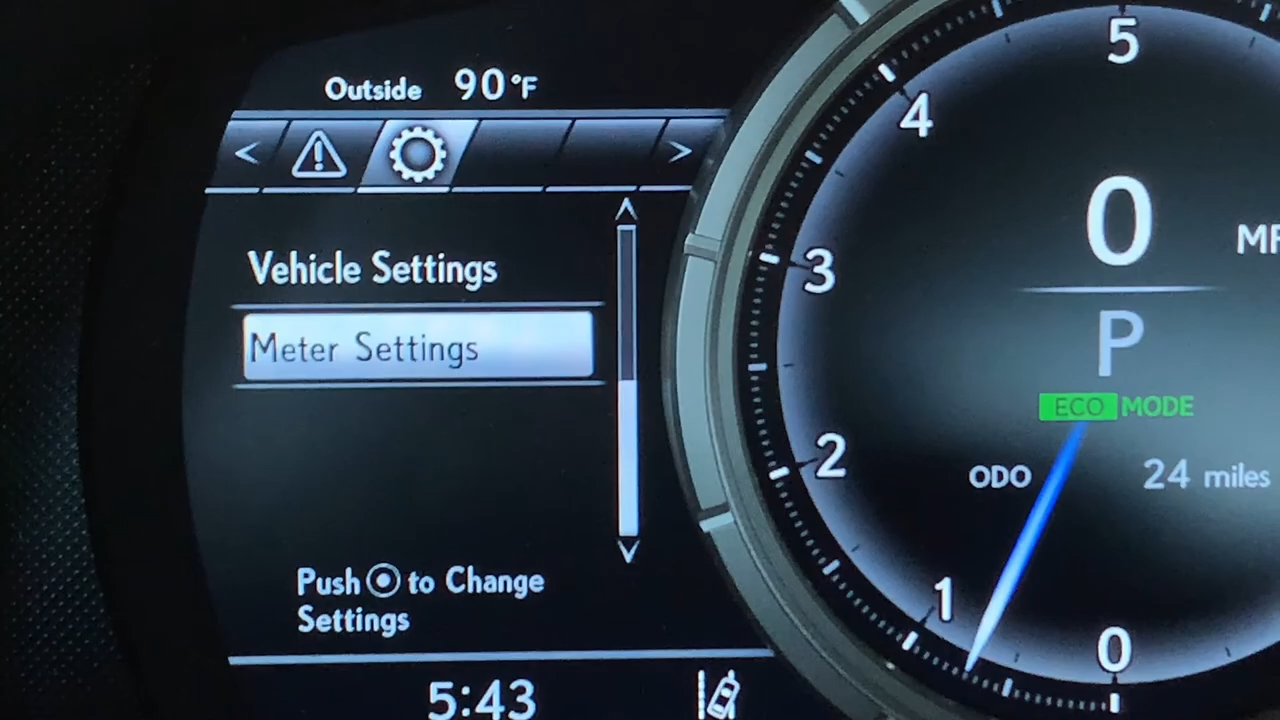 Outside 90°F
< >
Vehicle Settings
Meter Settings
Push to Change
Settings
5:43
5
4
3
2
1
0
0
P
ECO MODE
ODO 24 miles